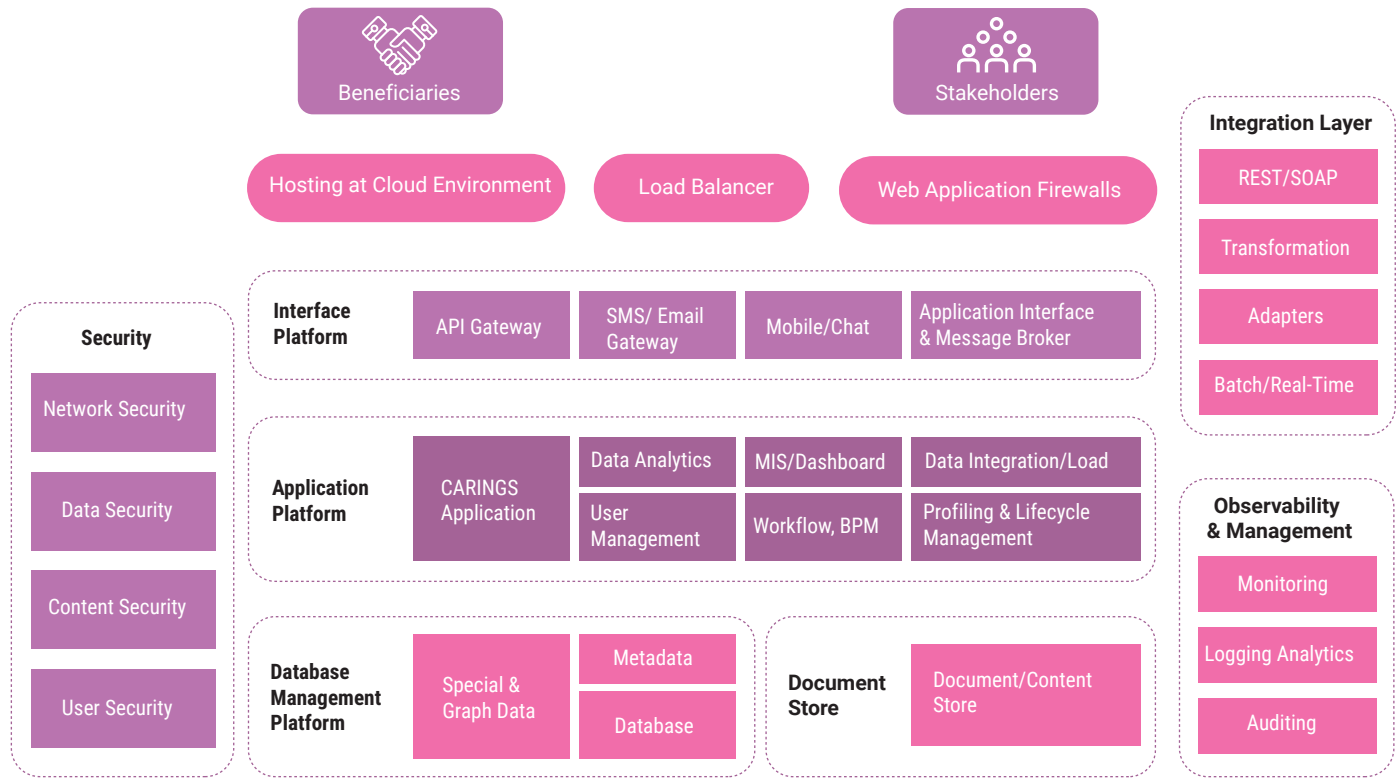 Beneficiaries
Stakeholders
Hosting at Cloud Environment
Load Balancer
Web Application Firewalls
Security
Network Security
Data Security
Content Security
User Security
Interface
Platform
API Gateway
SMS/ Email
Gateway
Mobile/Chat
Application Interface
& Message Broker
Application
Platform
CARINGS
Application
Data Analytics
MIS/Dashboard
Data Integration/Load
User
Management
Workflow, BPM
Profiling & Lifecycle
Management
Database
Management
Platform
Special &
Graph Data
Metadata
Database
Document
Store
Document/Content
Store
Integration Layer
REST/SOAP
Transformation
Adapters
Batch/Real-Time
Observability
& Management
Monitoring
Logging Analytics
Auditing